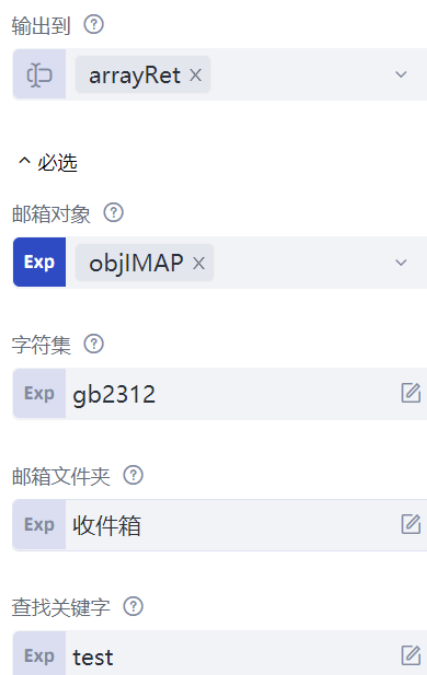 输出到
arrayRet
必选
邮箱对象
Exp objIMAP
字符集
Exp gb2312
邮箱文件夹
Exp 收件箱
查找关键字
Exp test